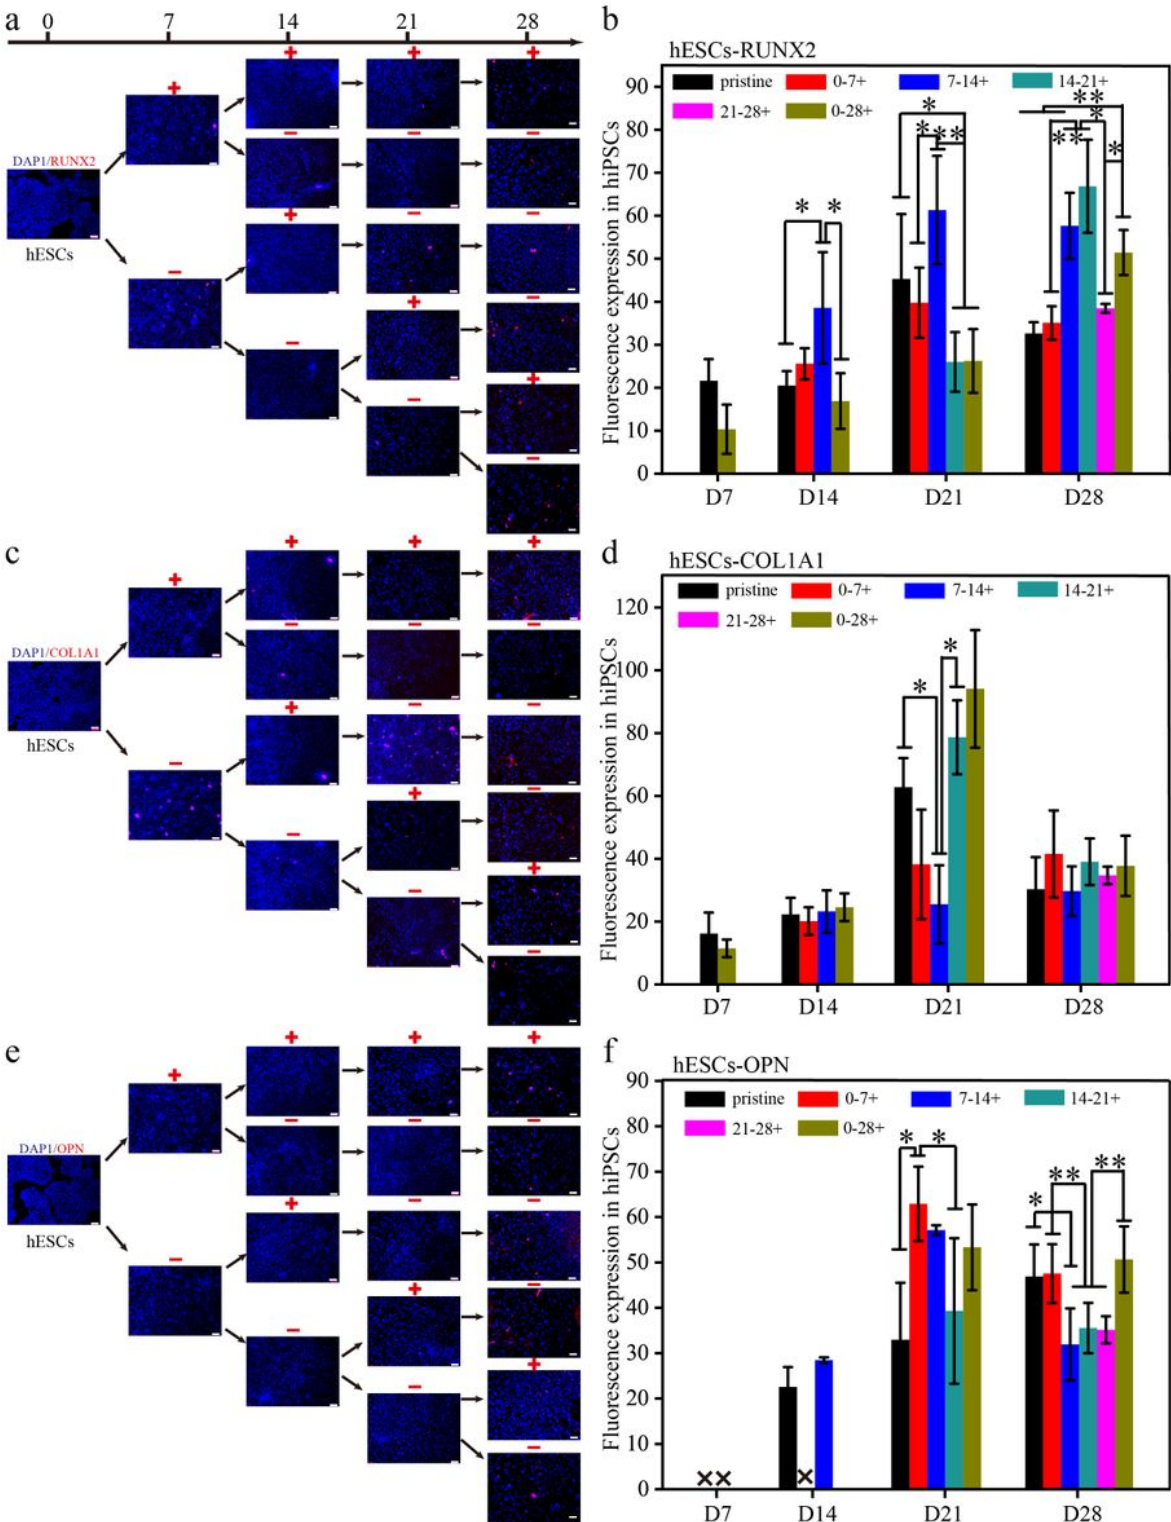 a
0 7 14 21 28
+ + +
+
− − −
DAP1/RUNX2
+ − −
hESCs
−
+ −
−
− +
−
b
hESCs-RUNX2
pristine 0-7+ 7-14+ 14-21+
21-28+ 0-28+
Fluorescence expression in hiPSCs
90
80
70
60
50
40
30
20
10
0
* * * * ** ** ** * *
D7 D14 D21 D28
c
+ + +
+
− − −
DAP1/COL1A1
+ − −
hESCs
−
+ −
−
− +
−
d
hESCs-COL1A1
pristine 0-7+ 7-14+ 14-21+
21-28+ 0-28+
Fluorescence expression in hiPSCs
120
100
80
60
40
20
0
* *
D7 D14 D21 D28
e
+ + +
+
− − −
DAP1/OPN
+ − −
hESCs
−
+ −
−
− +
−
f
hESCs-OPN
pristine 0-7+ 7-14+ 14-21+
21-28+ 0-28+
Fluorescence expression in hiPSCs
90
80
70
60
50
40
30
20
10
0
* * * ** **
×× ×
D7 D14 D21 D28